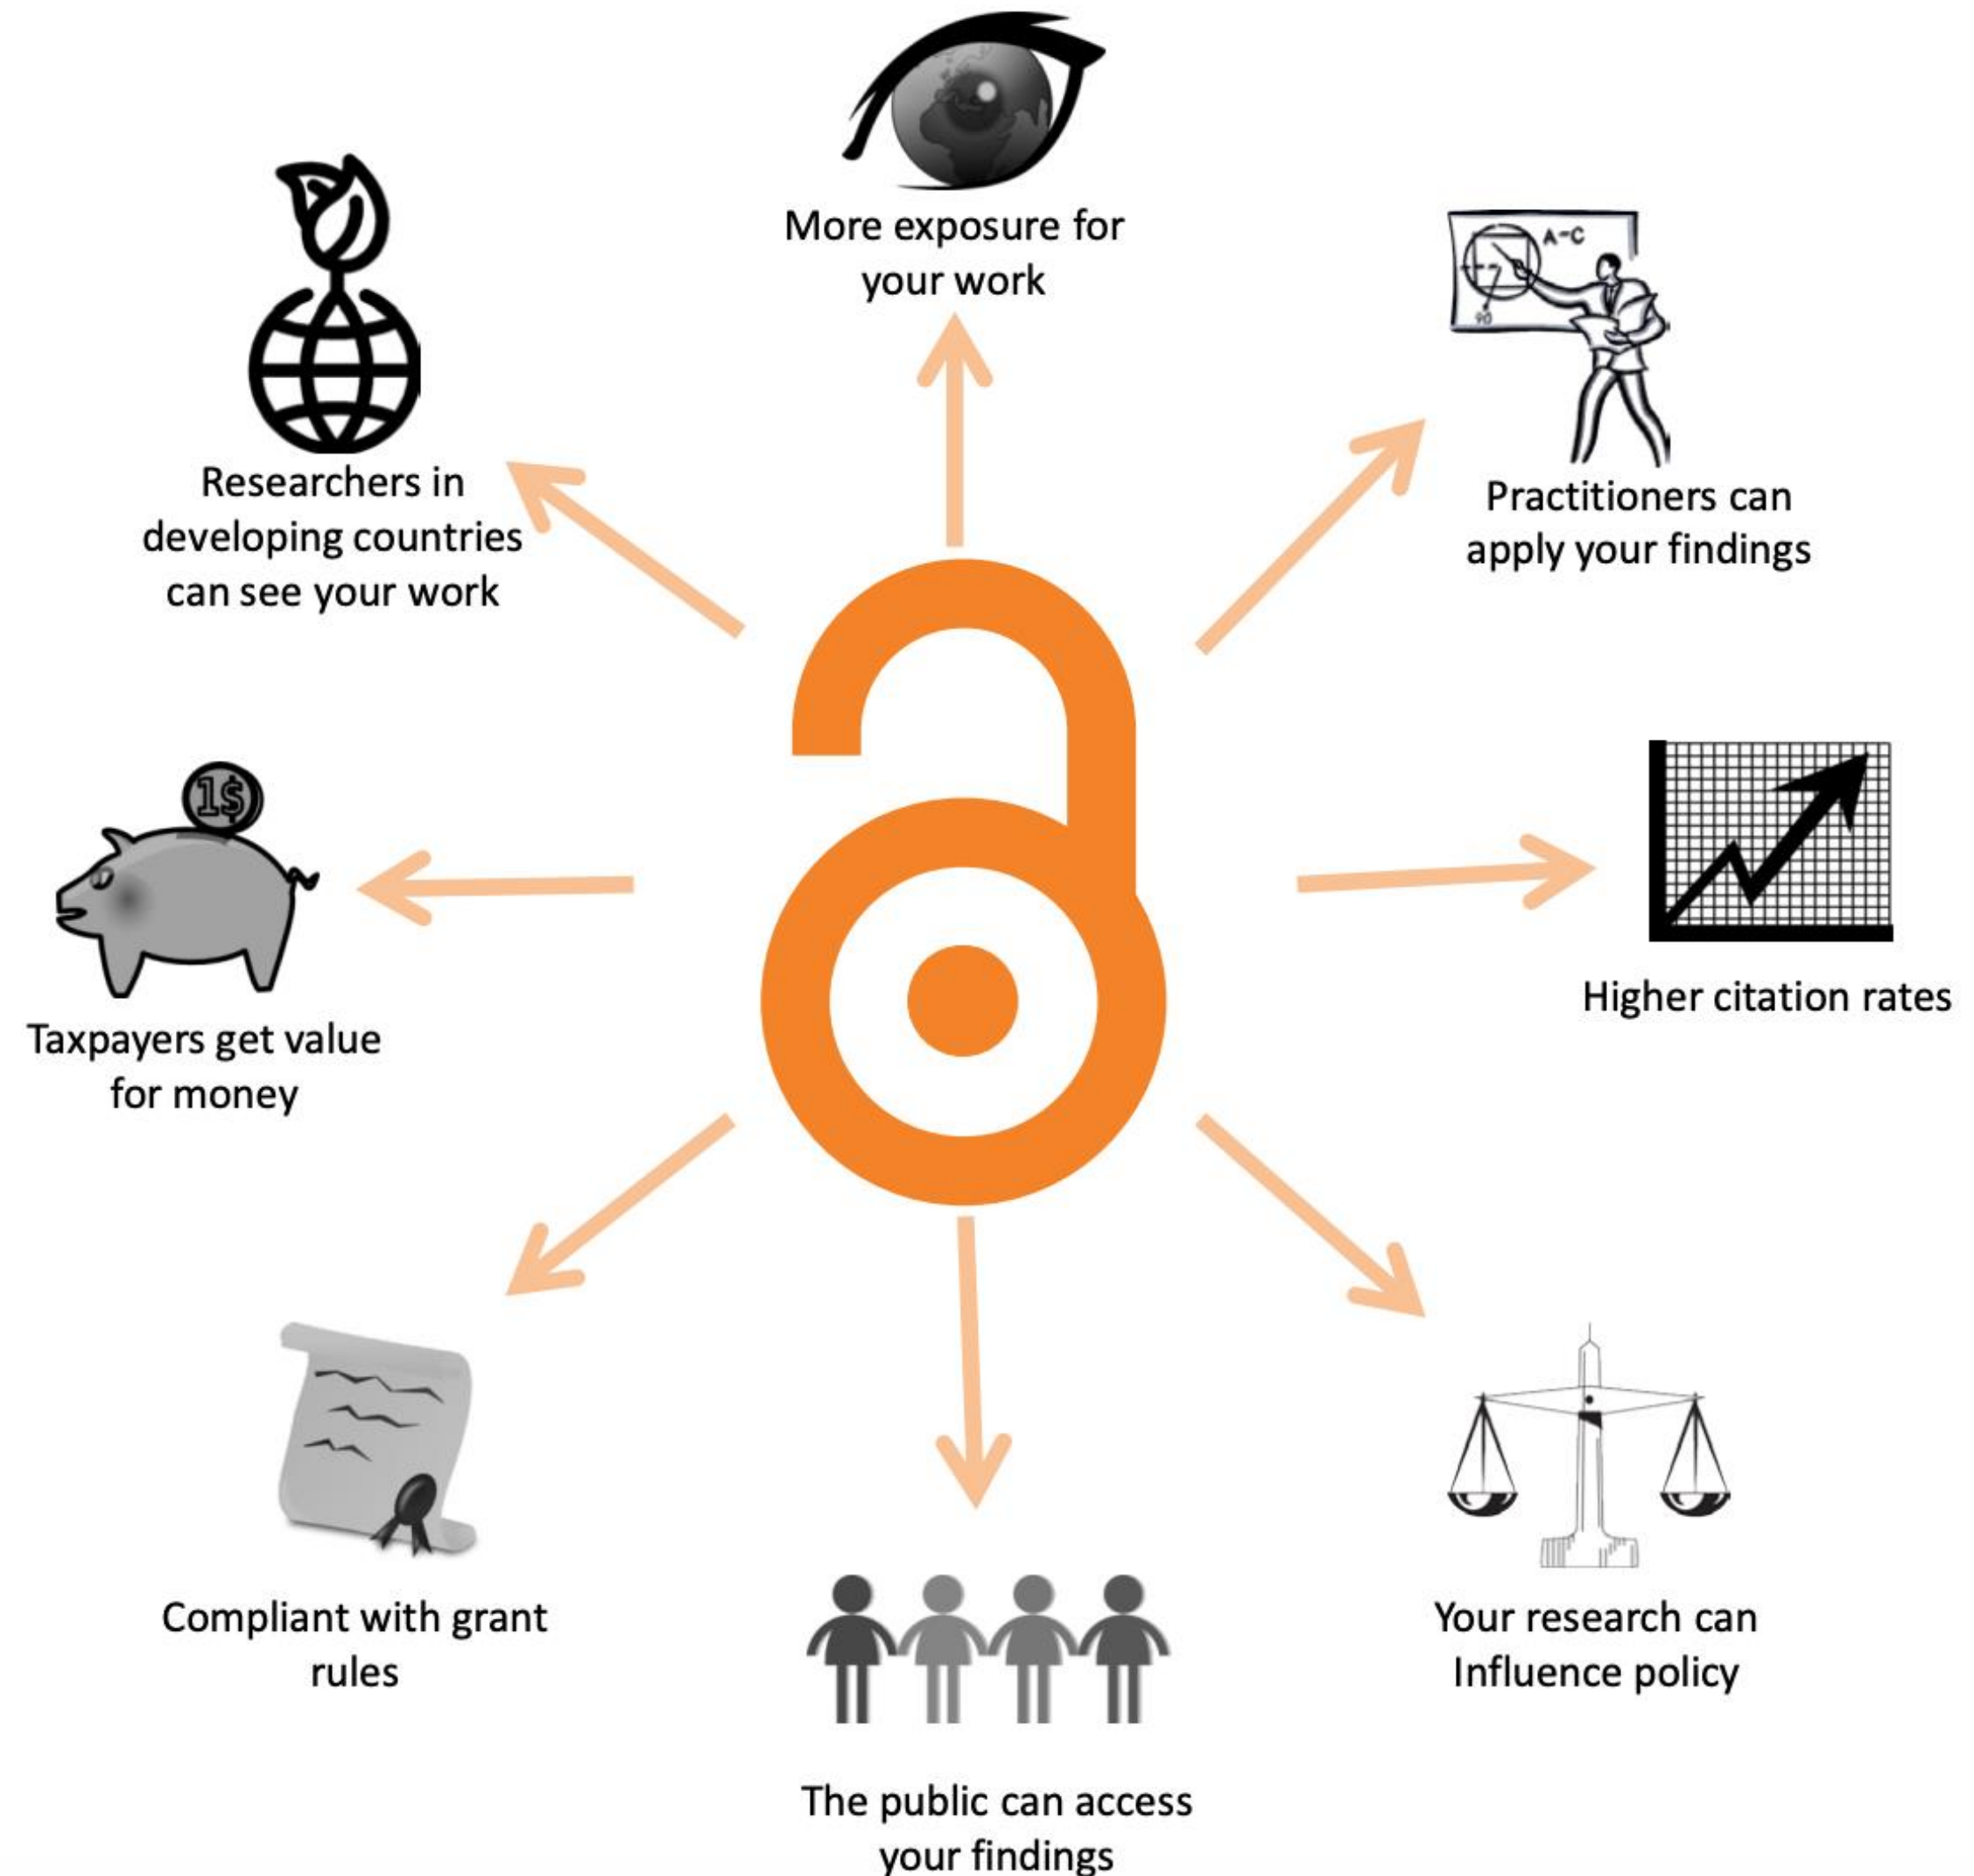 More exposure for
your work
A-C
90
Practitioners can
apply your findings
Researchers in
developing countries
can see your work
1$
Taxpayers get value
for money
Higher citation rates
Compliant with grant
rules
Your research can
Influence policy
The public can access
your findings